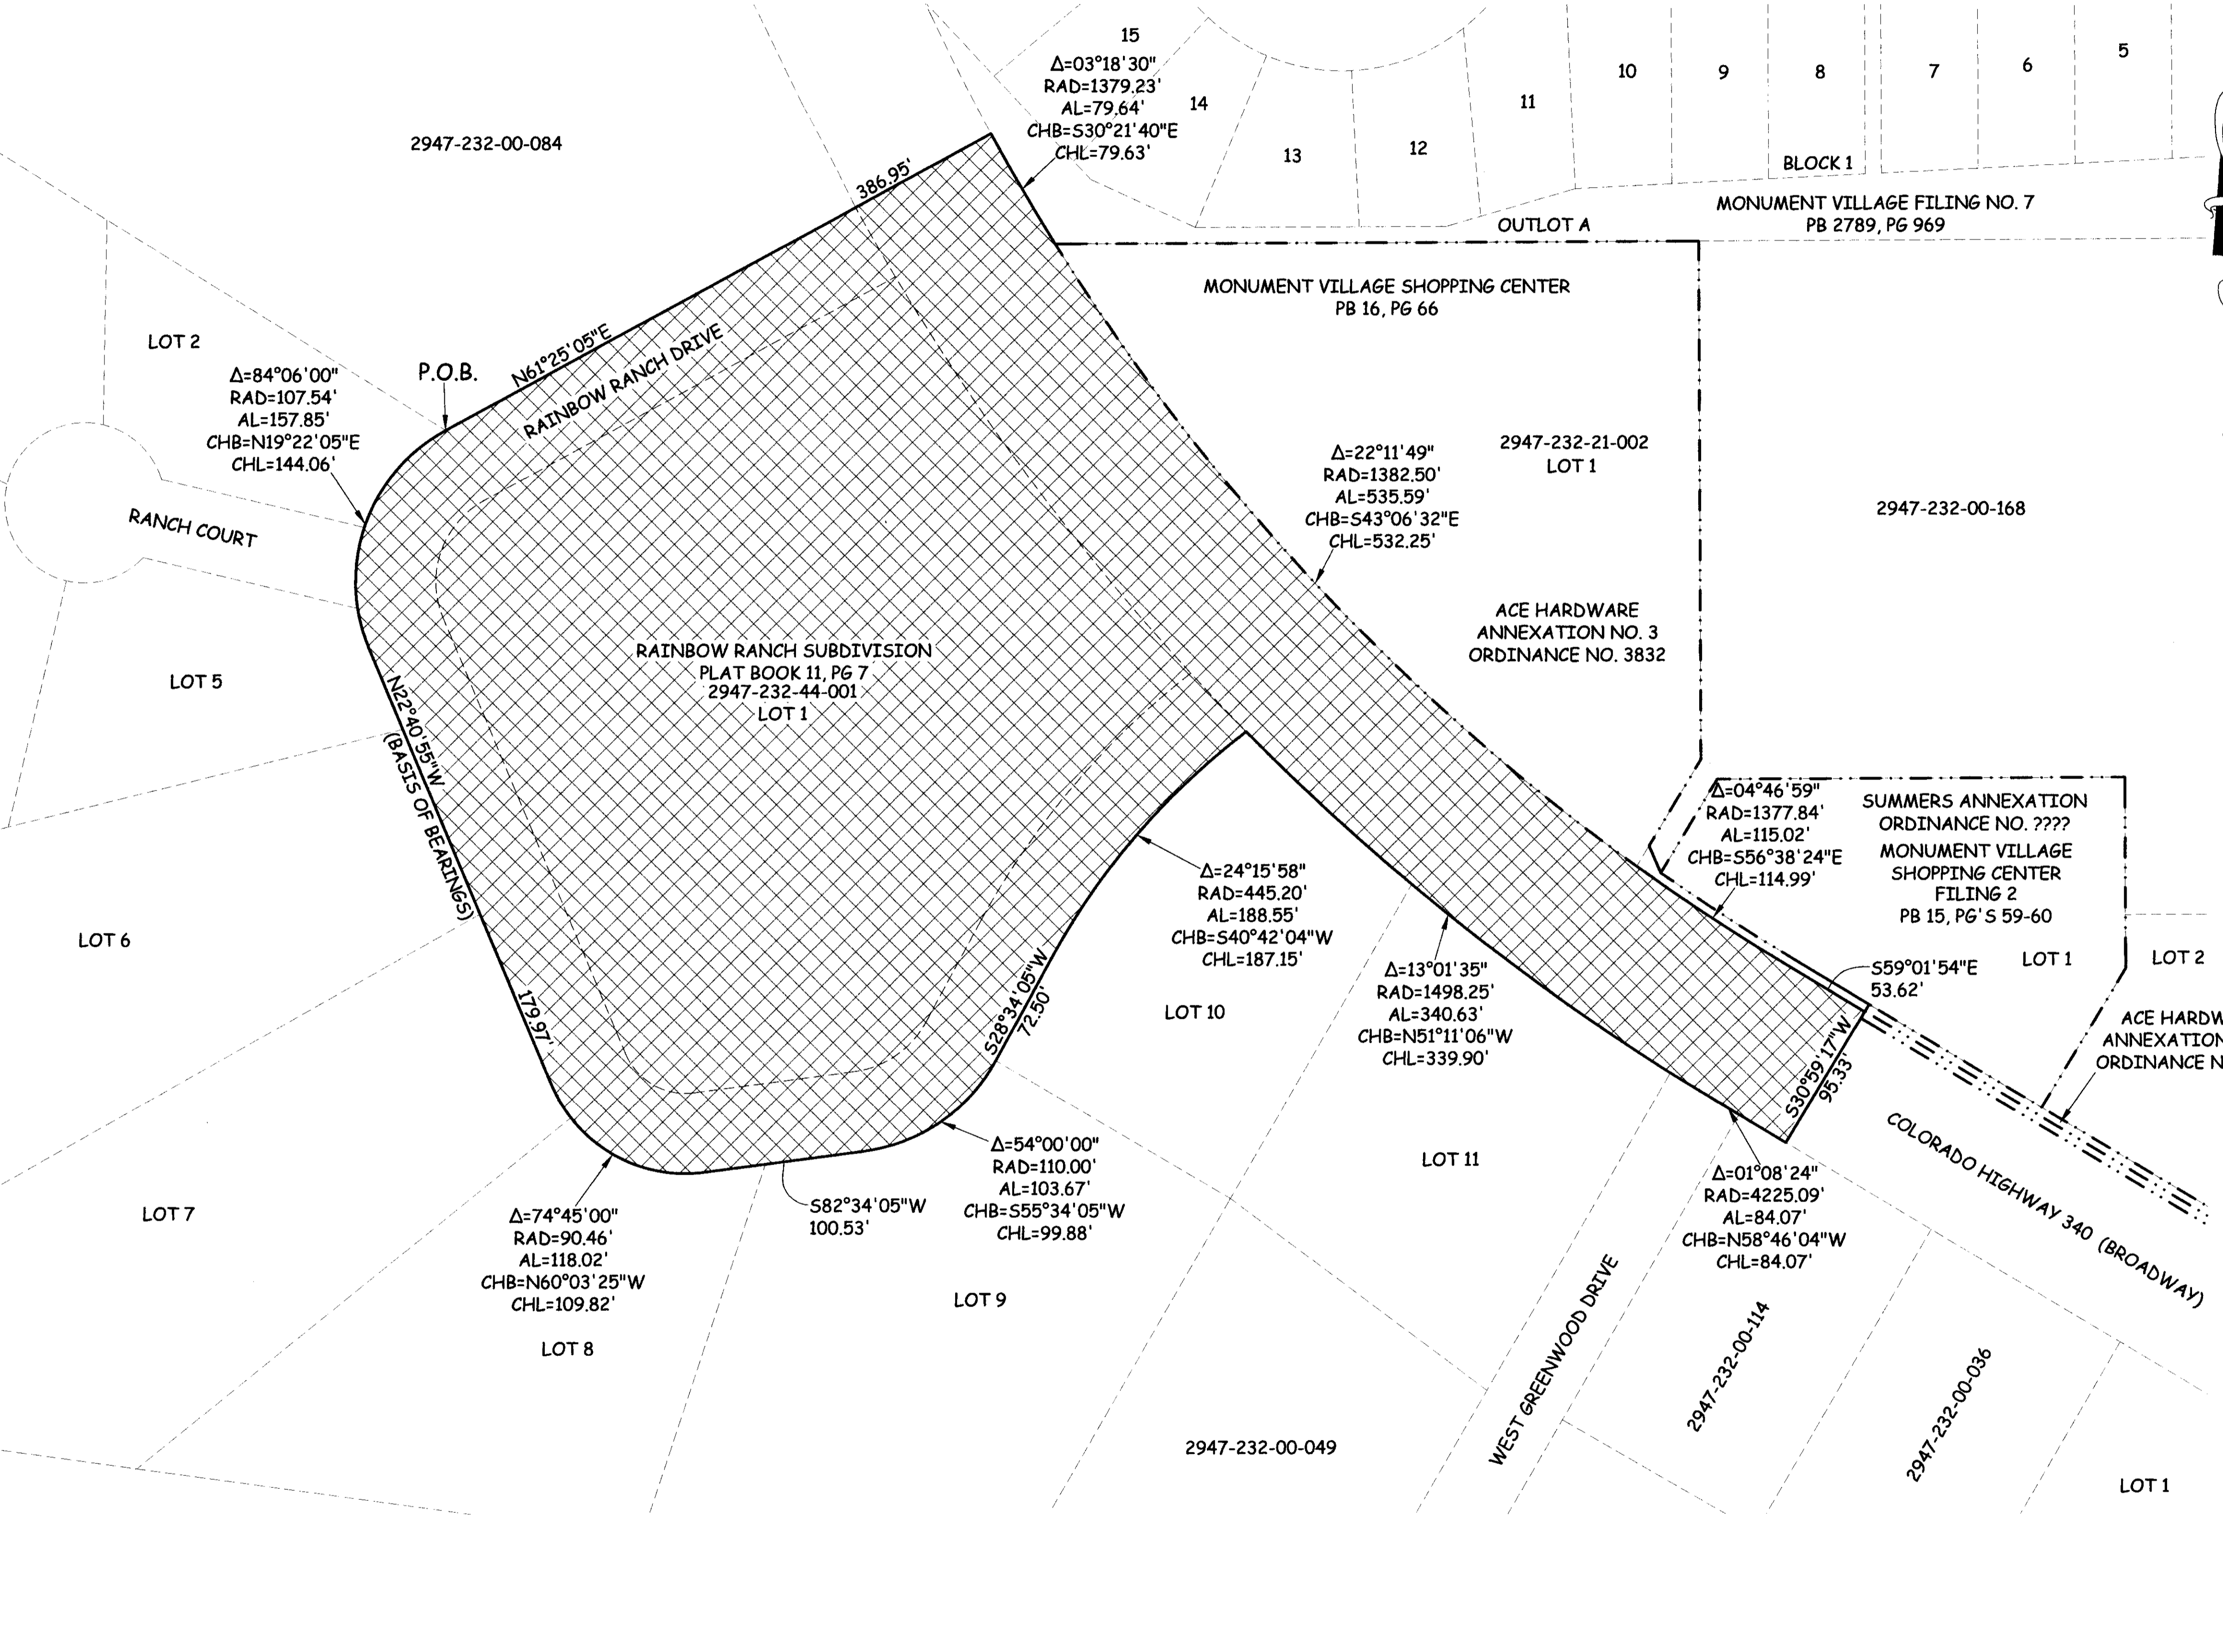 15
Δ=03°18'30"
RAD=1379.23'
AL=79.64'
CHB=S30°21'40"E
CHL=79.63'
14
13
12
11
10
9
8
7
6
5
BLOCK 1
MONUMENT VILLAGE FILING NO. 7
PB 2789, PG 969
OUTLOT A
2947-232-00-084
386.95'
N61°25'05"E
RAINBOW RANCH DRIVE
P.O.B.
LOT 2
Δ=84°06'00"
RAD=107.54'
AL=157.85'
CHB=N19°22'05"E
CHL=144.06'
RANCH COURT
LOT 5
MONUMENT VILLAGE SHOPPING CENTER
PB 16, PG 66
Δ=22°11'49"
RAD=1382.50'
AL=535.59'
CHB=S43°06'32"E
CHL=532.25'
2947-232-21-002
LOT 1
2947-232-00-168
ACE HARDWARE
ANNEXATION NO. 3
ORDINANCE NO. 3832
RAINBOW RANCH SUBDIVISION
PLAT BOOK 11, PG 7
2947-232-44-001
LOT 1
N22°40'55"W
(BASIS OF BEARINGS)
179.97'
Δ=04°46'59"
RAD=1377.84'
AL=115.02'
CHB=S56°38'24"E
CHL=114.99'
SUMMERS ANNEXATION
ORDINANCE NO. ????
MONUMENT VILLAGE
SHOPPING CENTER
FILING 2
PB 15, PG'S 59-60
LOT 1
LOT 2
S59°01'54"E
53.62'
ACE HARDW
ANNEXATION
ORDINANCE N
Δ=24°15'58"
RAD=445.20'
AL=188.55'
CHB=S40°42'04"W
CHL=187.15'
S28°34'05"W
72.50'
LOT 10
Δ=13°01'35"
RAD=1498.25'
AL=340.63'
CHB=N51°11'06"W
CHL=339.90'
S30°59'17"W
95.33'
COLORADO HIGHWAY 340 (BROADWAY)
LOT 6
LOT 7
Δ=74°45'00"
RAD=90.46'
AL=118.02'
CHB=N60°03'25"W
CHL=109.82'
LOT 8
S82°34'05"W
100.53'
Δ=54°00'00"
RAD=110.00'
AL=103.67'
CHB=S55°34'05"W
CHL=99.88'
LOT 9
LOT 11
Δ=01°08'24"
RAD=4225.09'
AL=84.07'
CHB=N58°46'04"W
CHL=84.07'
WEST GREENWOOD DRIVE
2947-232-00-114
2947-232-00-036
2947-232-00-049
LOT 1